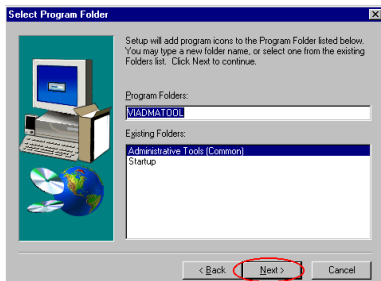 Select Program Folder
Setup will add program icons to the Program Folder listed below.
You may type a new folder name, or select one from the existing
Folders list. Click Next to continue.
Program Folders:
VIADMATOOL
Existing Folders:
Administrative Tools (Common)
Startup
< Back
Next >
Cancel